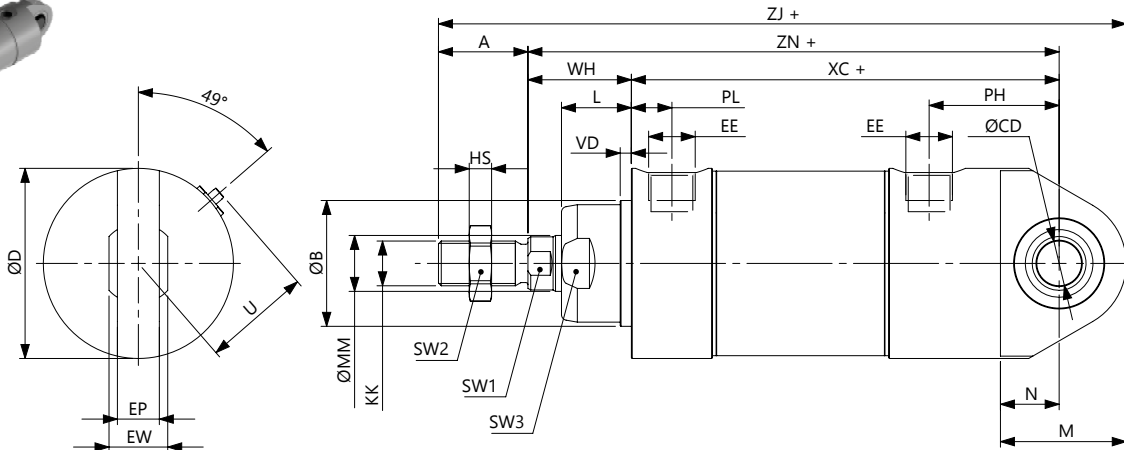 ZJ +
A
ZN +
WH
XC +
49°
L
PL
PH
EE
EE
ØCD
VD
HS
ØD
ØB
U
SW2
ØMM
KK
SW1
SW3
N
M
EP
EW